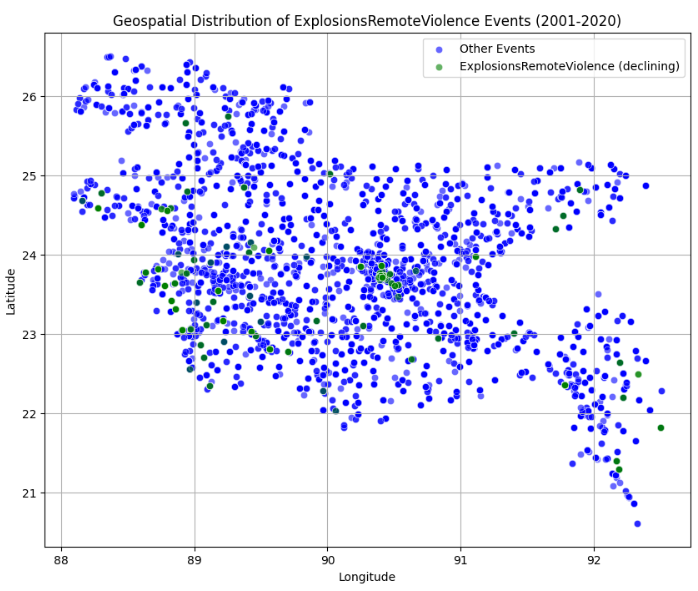 Geospatial Distribution of ExplosionsRemoteViolence Events (2001-2020)
Other Events
ExplosionsRemoteViolence (declining)
26
25
24
23
22
21
Latitude
88 89 90 91 92
Longitude